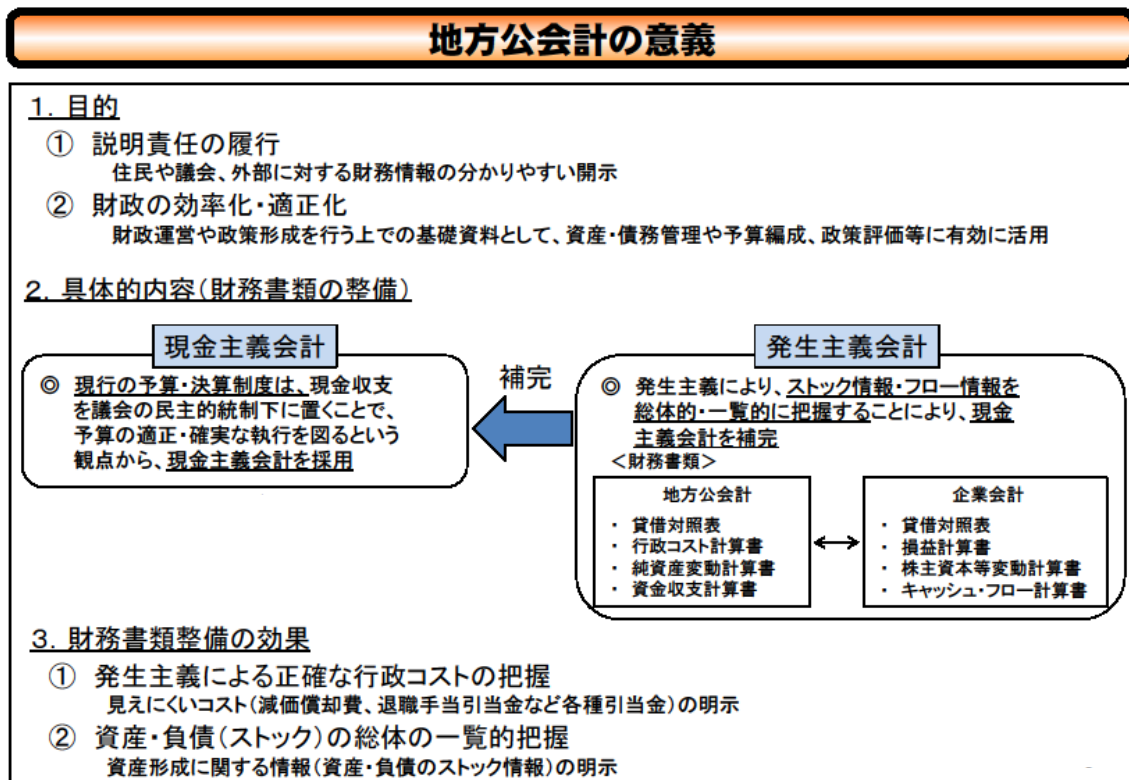 地方公会計の意義
１．目的
① 説明責任の履行
住民や議会、外部に対する財務情報の分かりやすい開示
② 財政の効率化・適正化
財政運営や政策形成を行う上での基礎資料として、資産・債務管理や予算編成、政策評価等に有効に活用
２．具体的内容（財務書類の整備）
現金主義会計
◎ 現行の予算・決算制度は、現金収支
を議会の民主的統制下に置くことで、
予算の適正・確実な執行を図るという
観点から、現金主義会計を採用
補完
発生主義会計
◎ 発生主義により、ストック情報・フロー情報を
総体的・一覧的に把握することにより、現金
主義会計を補完
＜財務書類＞
地方公会計
・ 貸借対照表
・ 行政コスト計算書
・ 純資産変動計算書
・ 資金収支計算書
企業会計
・ 貸借対照表
・ 損益計算書
・ 株主資本等変動計算書
・ キャッシュ・フロー計算書
３．財務書類整備の効果
① 発生主義による正確な行政コストの把握
見えにくいコスト（減価償却費、退職手当引当金など各種引当金）の明示
② 資産・負債（ストック）の総体の一覧的把握
資産形成に関する情報（資産・負債のストック情報）の明示